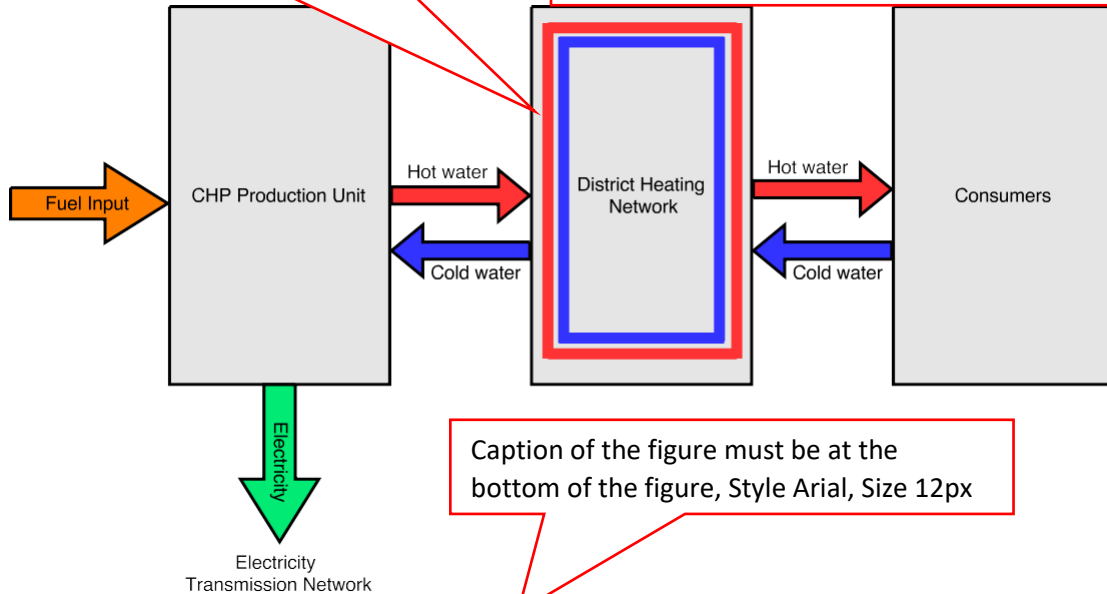 Hot water
Hot water
Fuel Input
CHP Production Unit
District Heating
Network
Consumers
Cold water
Cold water
Electricity
Caption of the figure must be at the
bottom of the figure, Style Arial, Size 12px
Electricity
Transmission Network